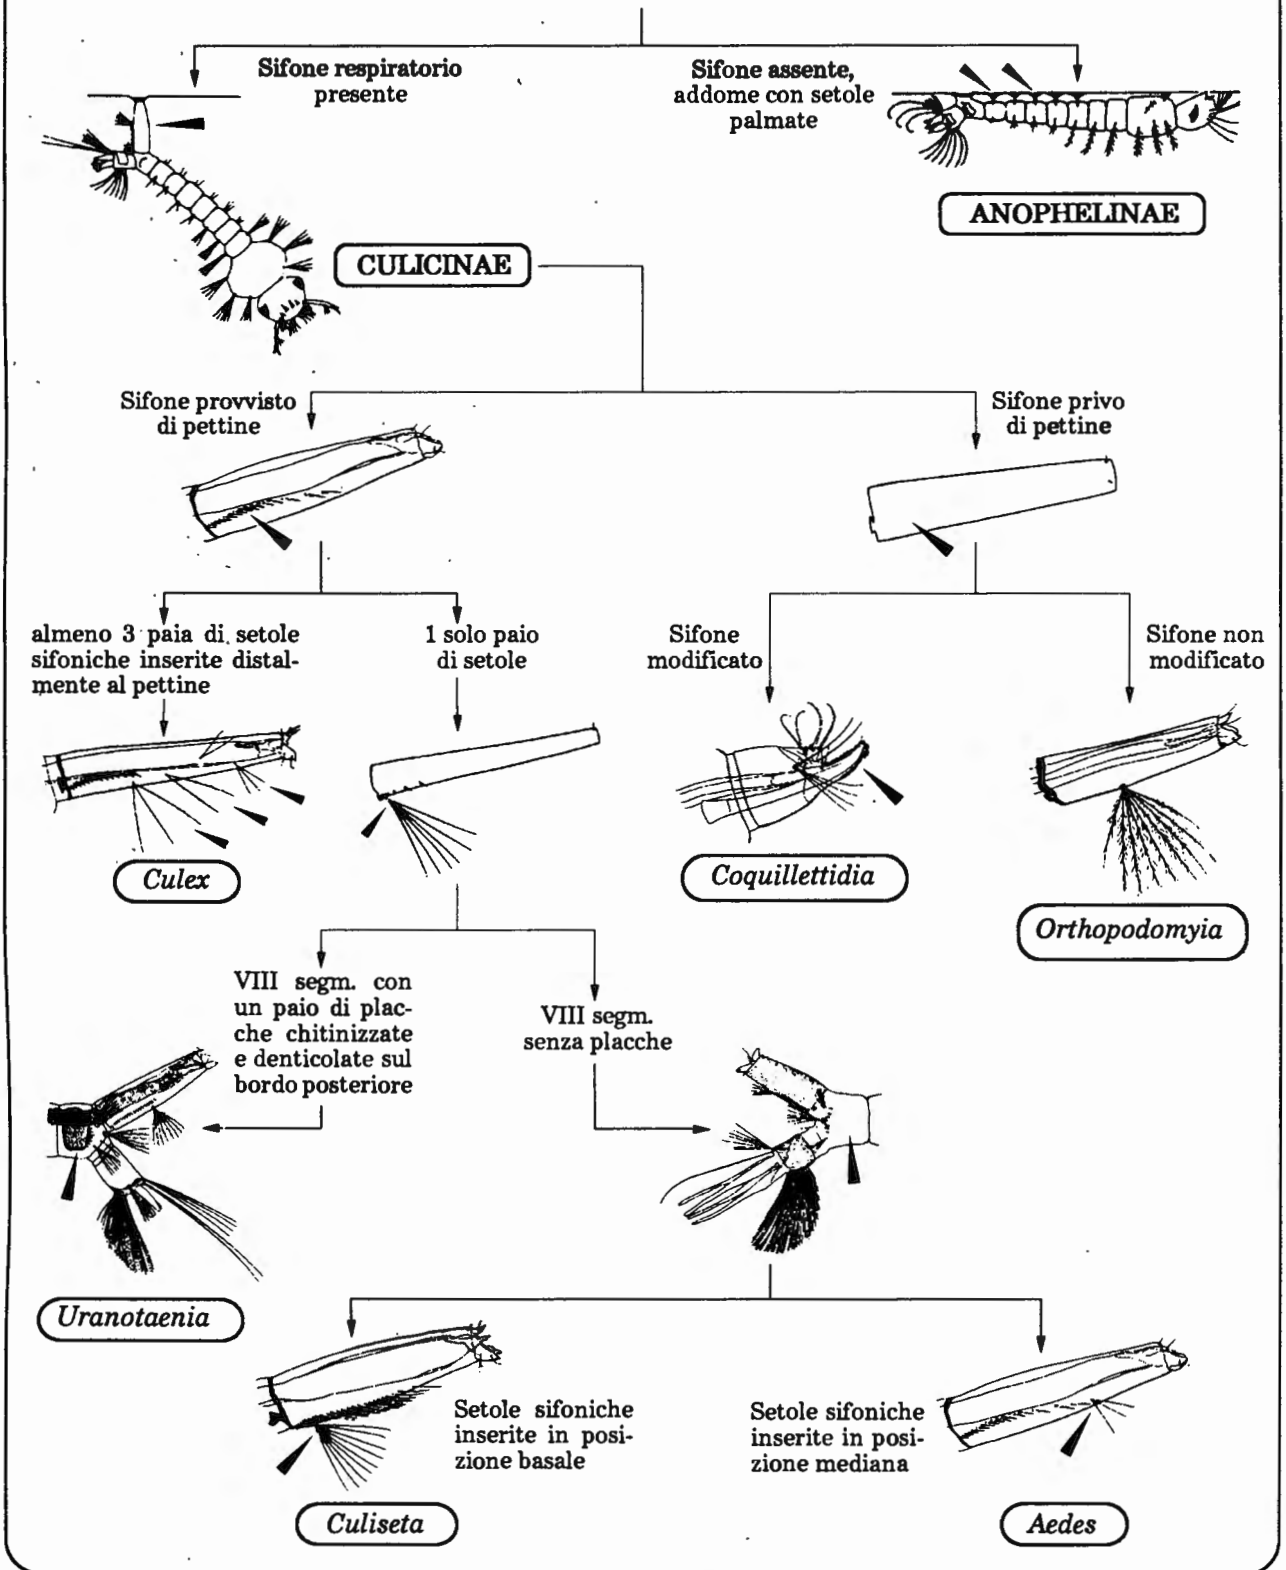 Sifone respiratorio
presente
Sifone assente,
addome con setole
palmate
ANOPHELINAE
CULICINAE
Sifone provvisto
di pettine
Sifone privo
di pettine
almeno 3 paia di setole
sifoniche inserite distal-
mente al pettine
1 solo paio
di setole
Sifone
modificato
Sifone non
modificato
Culex
Coquillettidia
Orthopodomyia
VIII segm. con
un paio di plac-
che chitinizzate
e denticolate sul
bordo posteriore
VIII segm.
senza placche
Uranotaenia
Setole sifoniche
inserite in posi-
zione basale
Setole sifoniche
inserite in posi-
zione mediana
Culiseta
Aedes